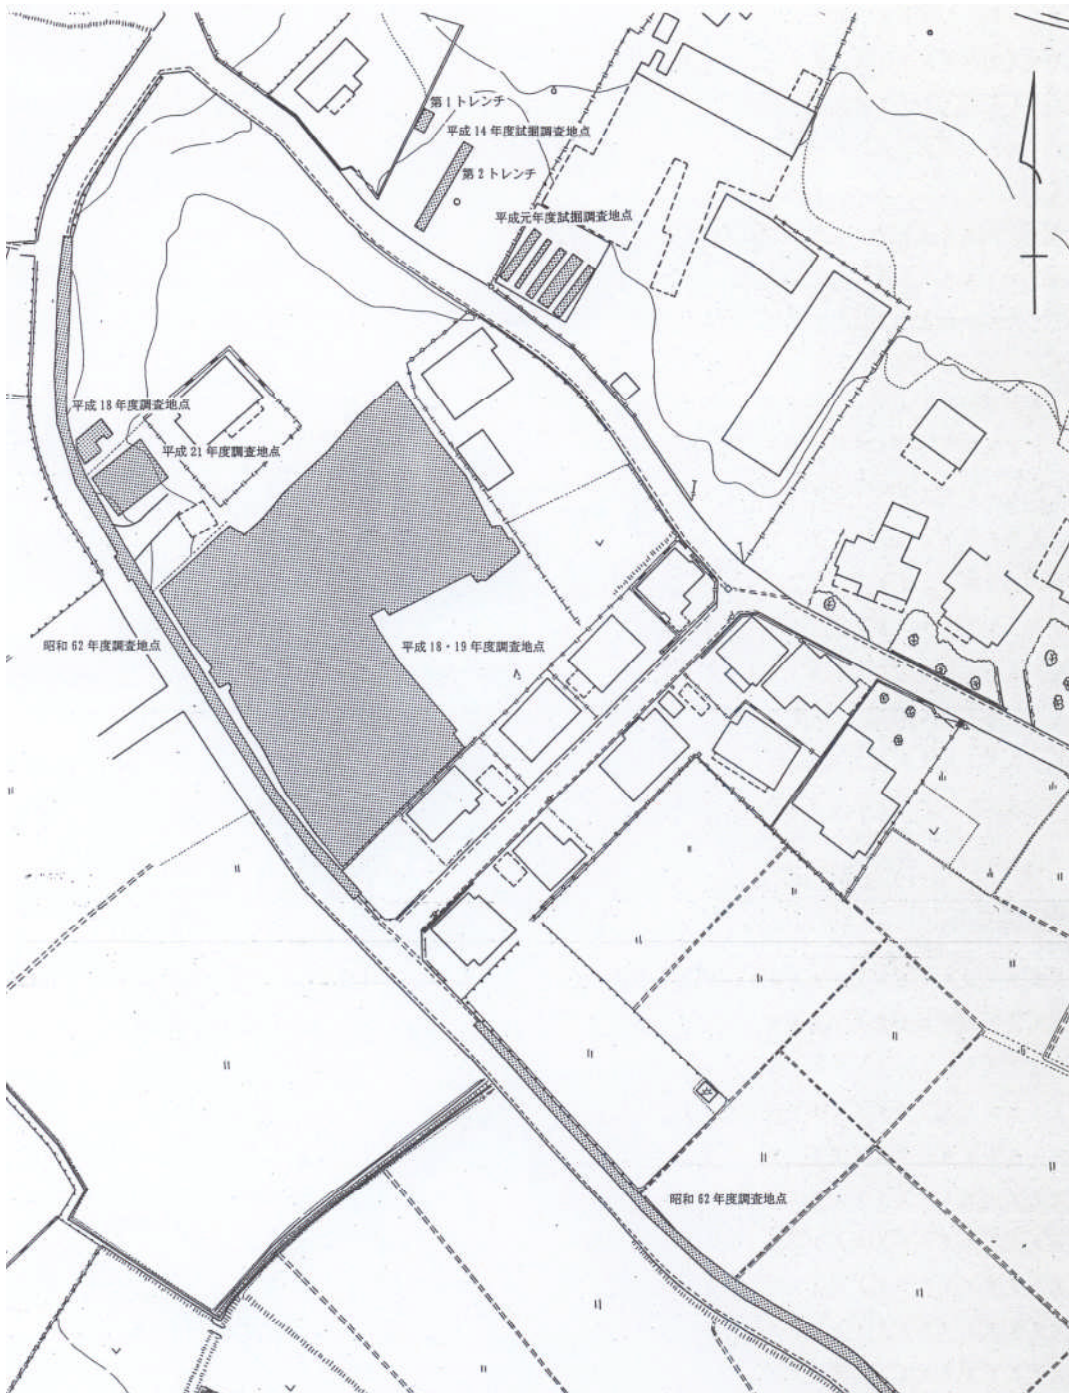 第1トレンチ
平成14年度試掘調査地点
第2トレンチ
平成元年度試掘調査地点
平成18年度調査地点
平成21年度調査地点
昭和62年度調査地点
平成18・19年度調査地点
昭和62年度調査地点